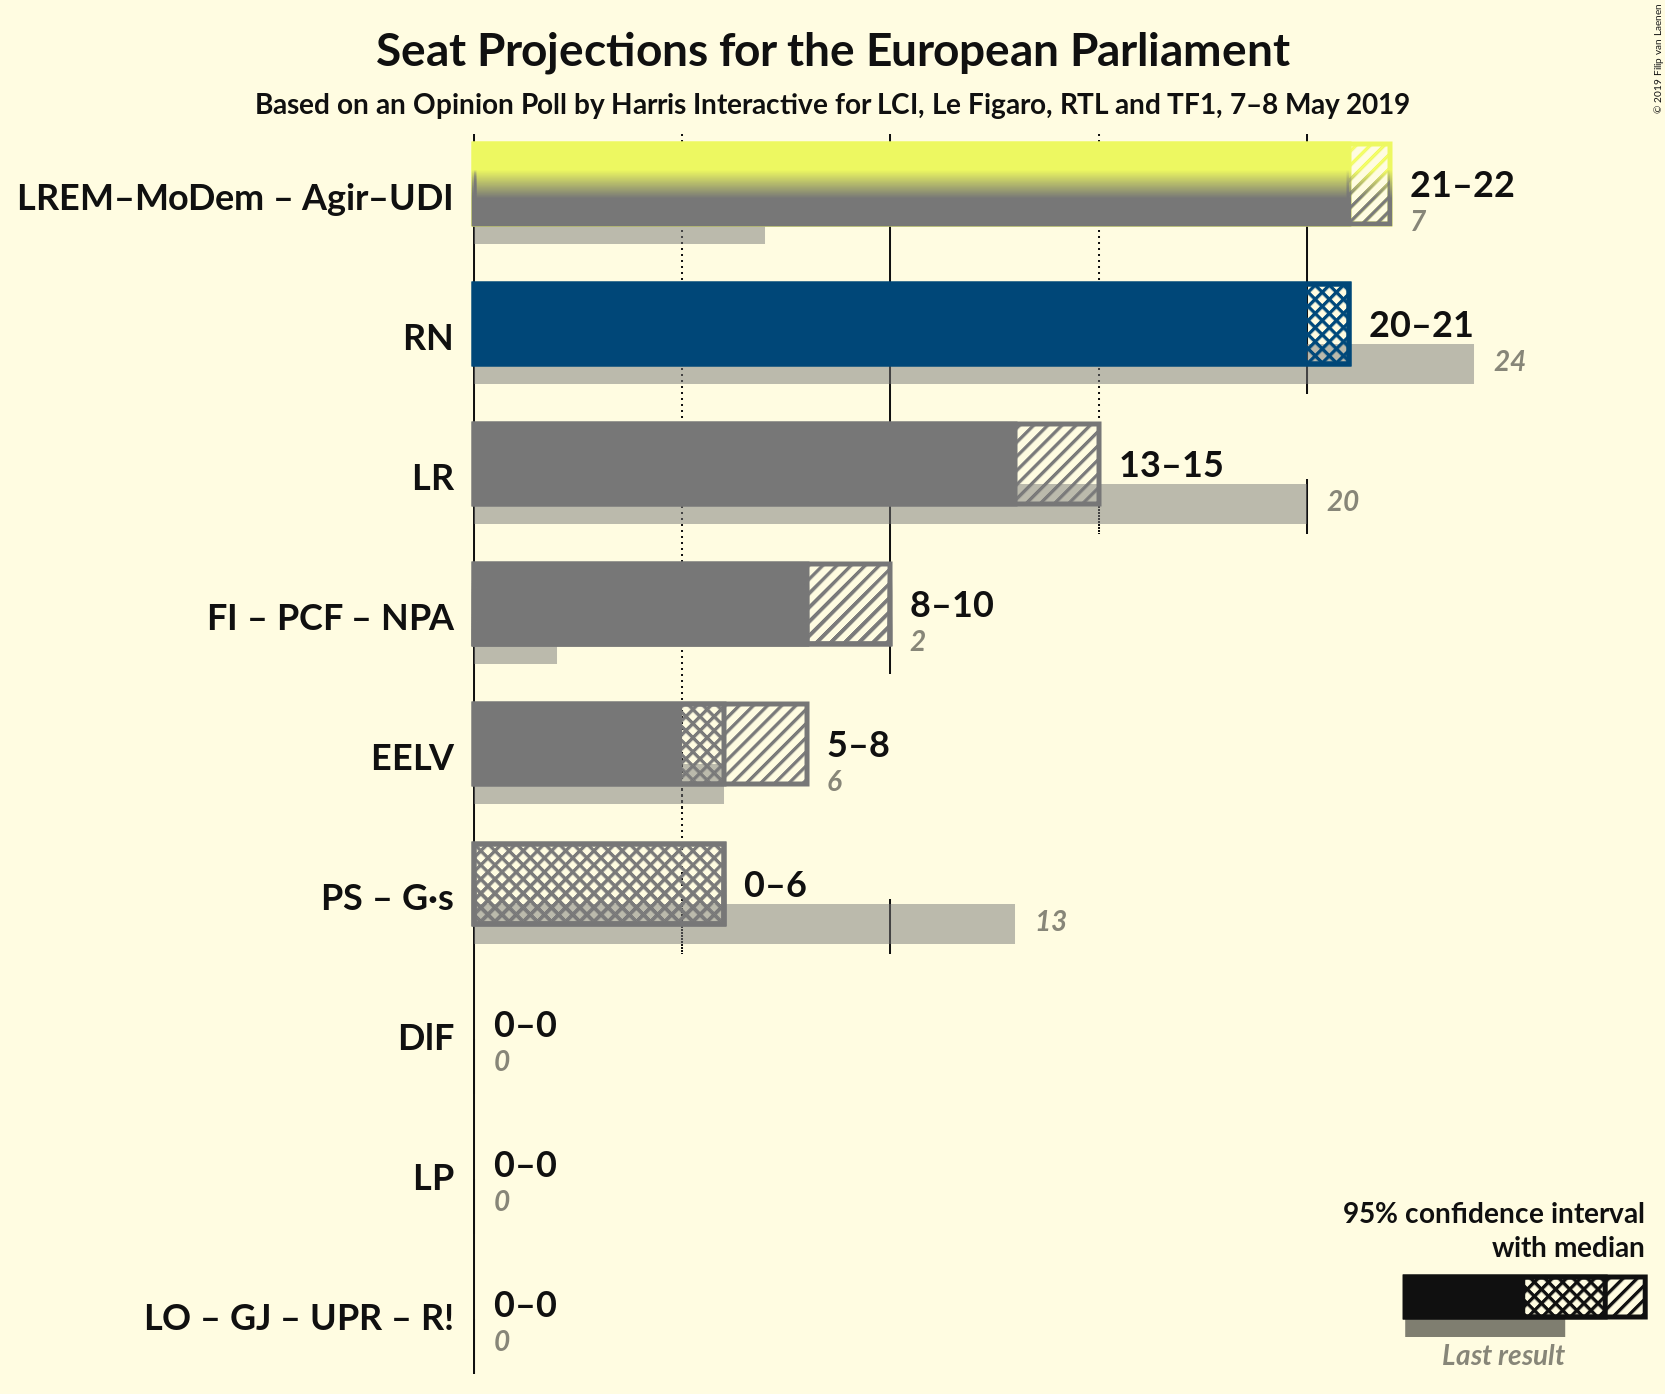 Seat Projections for the European Parliament
Based on an Opinion Poll by Harris Interactive for LCI, Le Figaro, RTL and TF1, 7–8 May 2019
© 2019 Filip van Laenen
LREM–MoDem – Agir–UDI
21–22
7
RN
20–21
24
LR
13–15
20
FI – PCF – NPA
8–10
2
EELV
5–8
6
PS – G·s
0–6
13
DlF
0–0
0
LP
0–0
0
LO – GJ – UPR – R!
0–0
0
95% confidence interval
with median
Last result